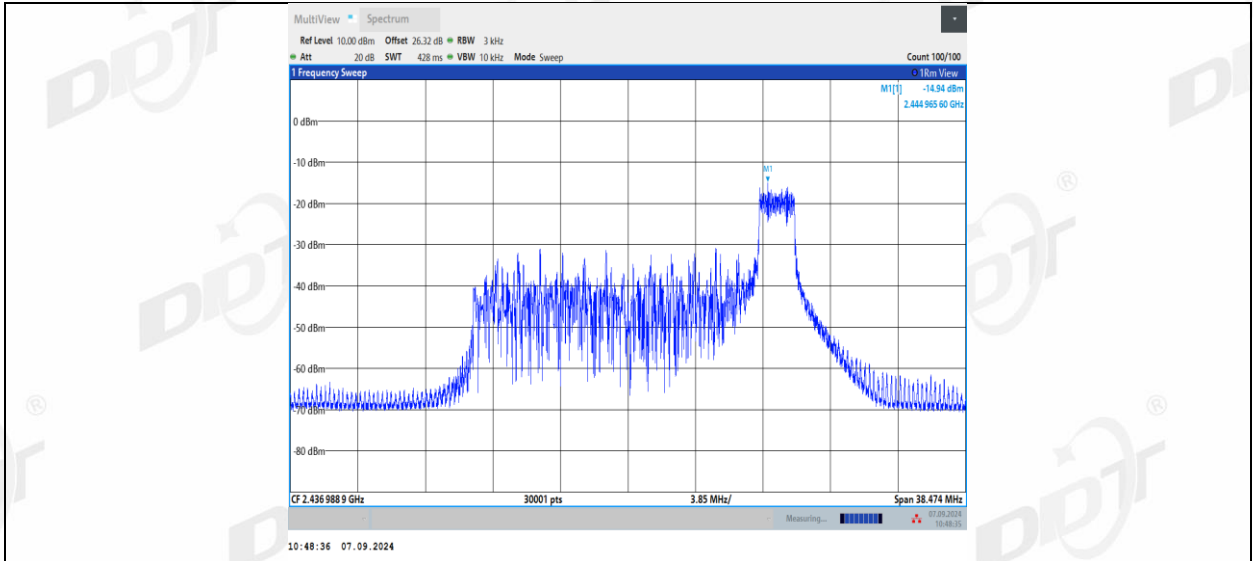 MultiView Spectrum
Ref Level 10.00 dBm Offset 26.32 dB RBW 3 kHz
Att 20 dB SWT 428 ms VBW 10 kHz Mode Sweep Count 100/100
1 Frequency Sweep 1Rm View
M1[1] -14.94 dBm
2.444 965 60 GHz
0 dBm
-10 dBm
M1
-20 dBm
-30 dBm
-40 dBm
-50 dBm
-60 dBm
-70 dBm
-80 dBm
CF 2.436 988 9 GHz 30001 pts 3.85 MHz/ Span 38.474 MHz
Measuring... 07.09.2024
10:48:35
10:48:36 07.09.2024
DDT
®